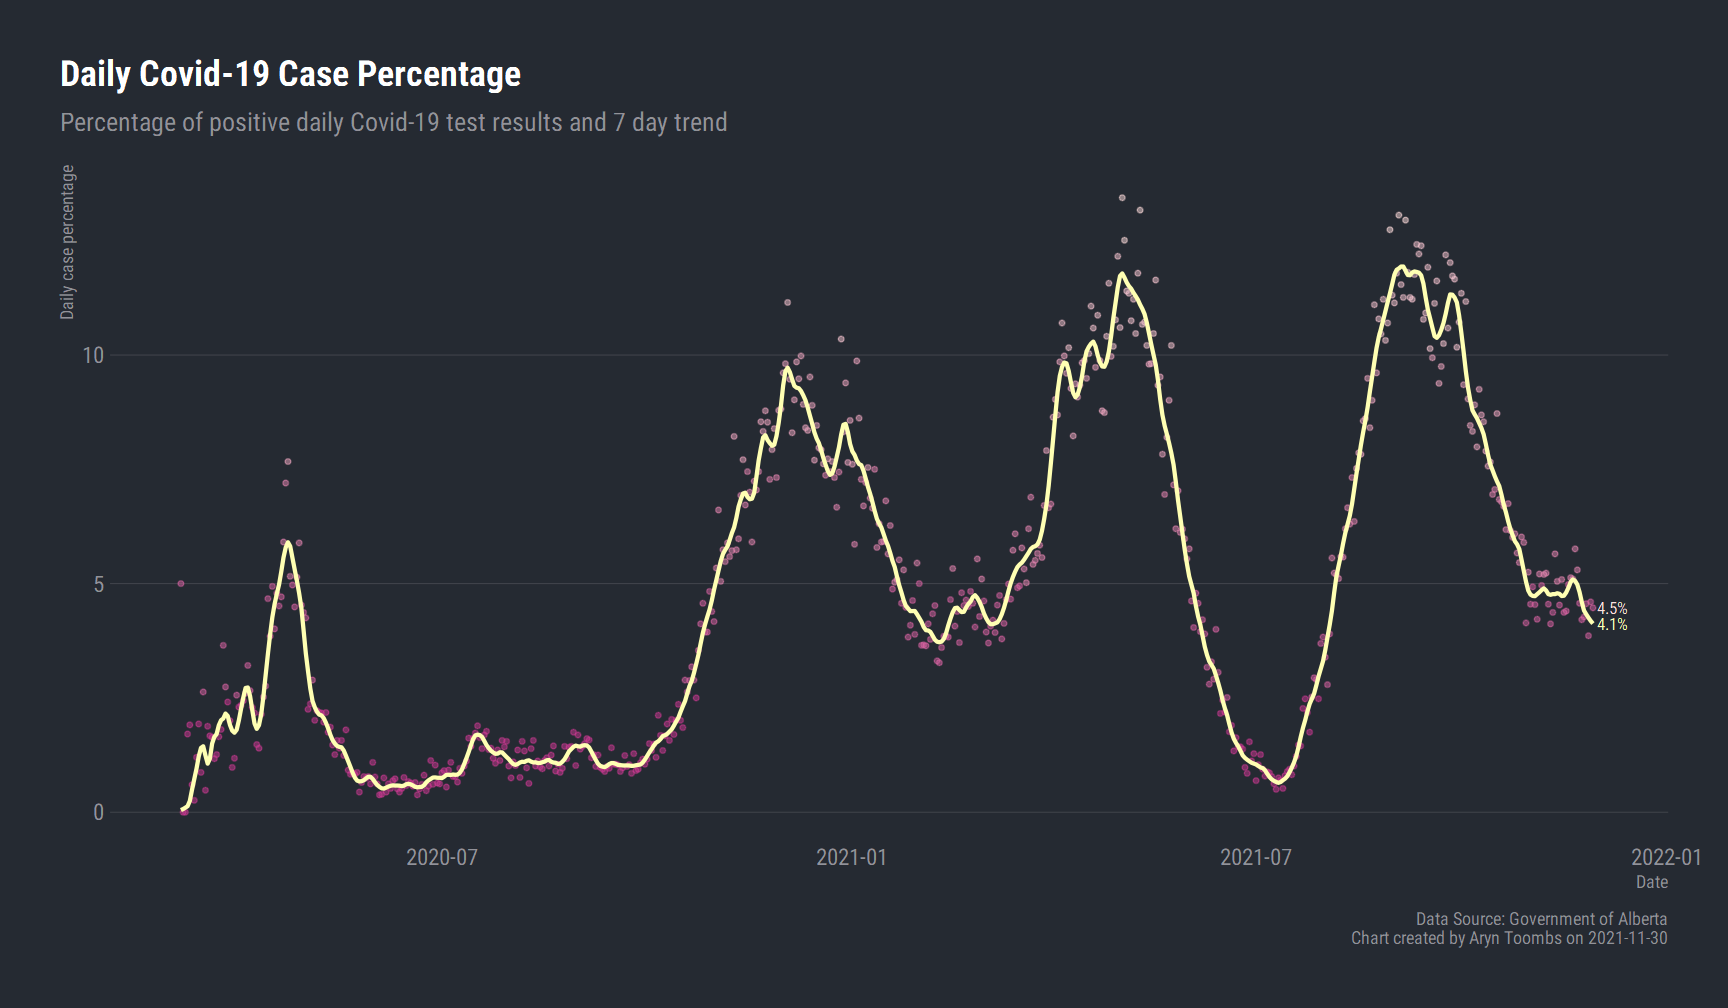 Daily Covid-19 Case Percentage
Percentage of positive daily Covid-19 test results and 7 day trend
Daily case percentage
10
5
0
4.5%
4.1%
2020-07
2021-01
2021-07
2022-01
Date
Data Source: Government of Alberta
Chart created by Aryn Toombs on 2021-11-30